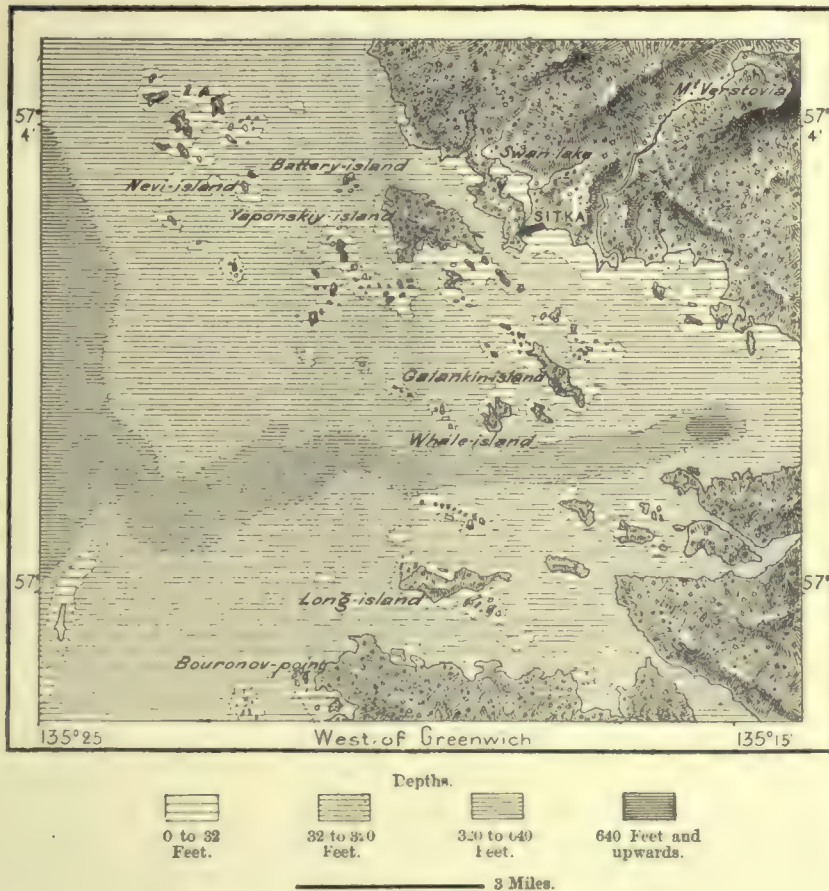 Mt Verstovia
57°
4'
57°
4'
Swan-lake
Battery-island
Nevi-island
Yaponskiy-island
SITKA
Galankin-island
Whale-island
57°
57°
Long-island
Bouronov-point
135°25
West. of Greenwich
135°15'
Depths.
0 to 32
Feet.
32 to 320
Feet.
320 to 640
Feet.
640 Feet and
upwards.
3 Miles.